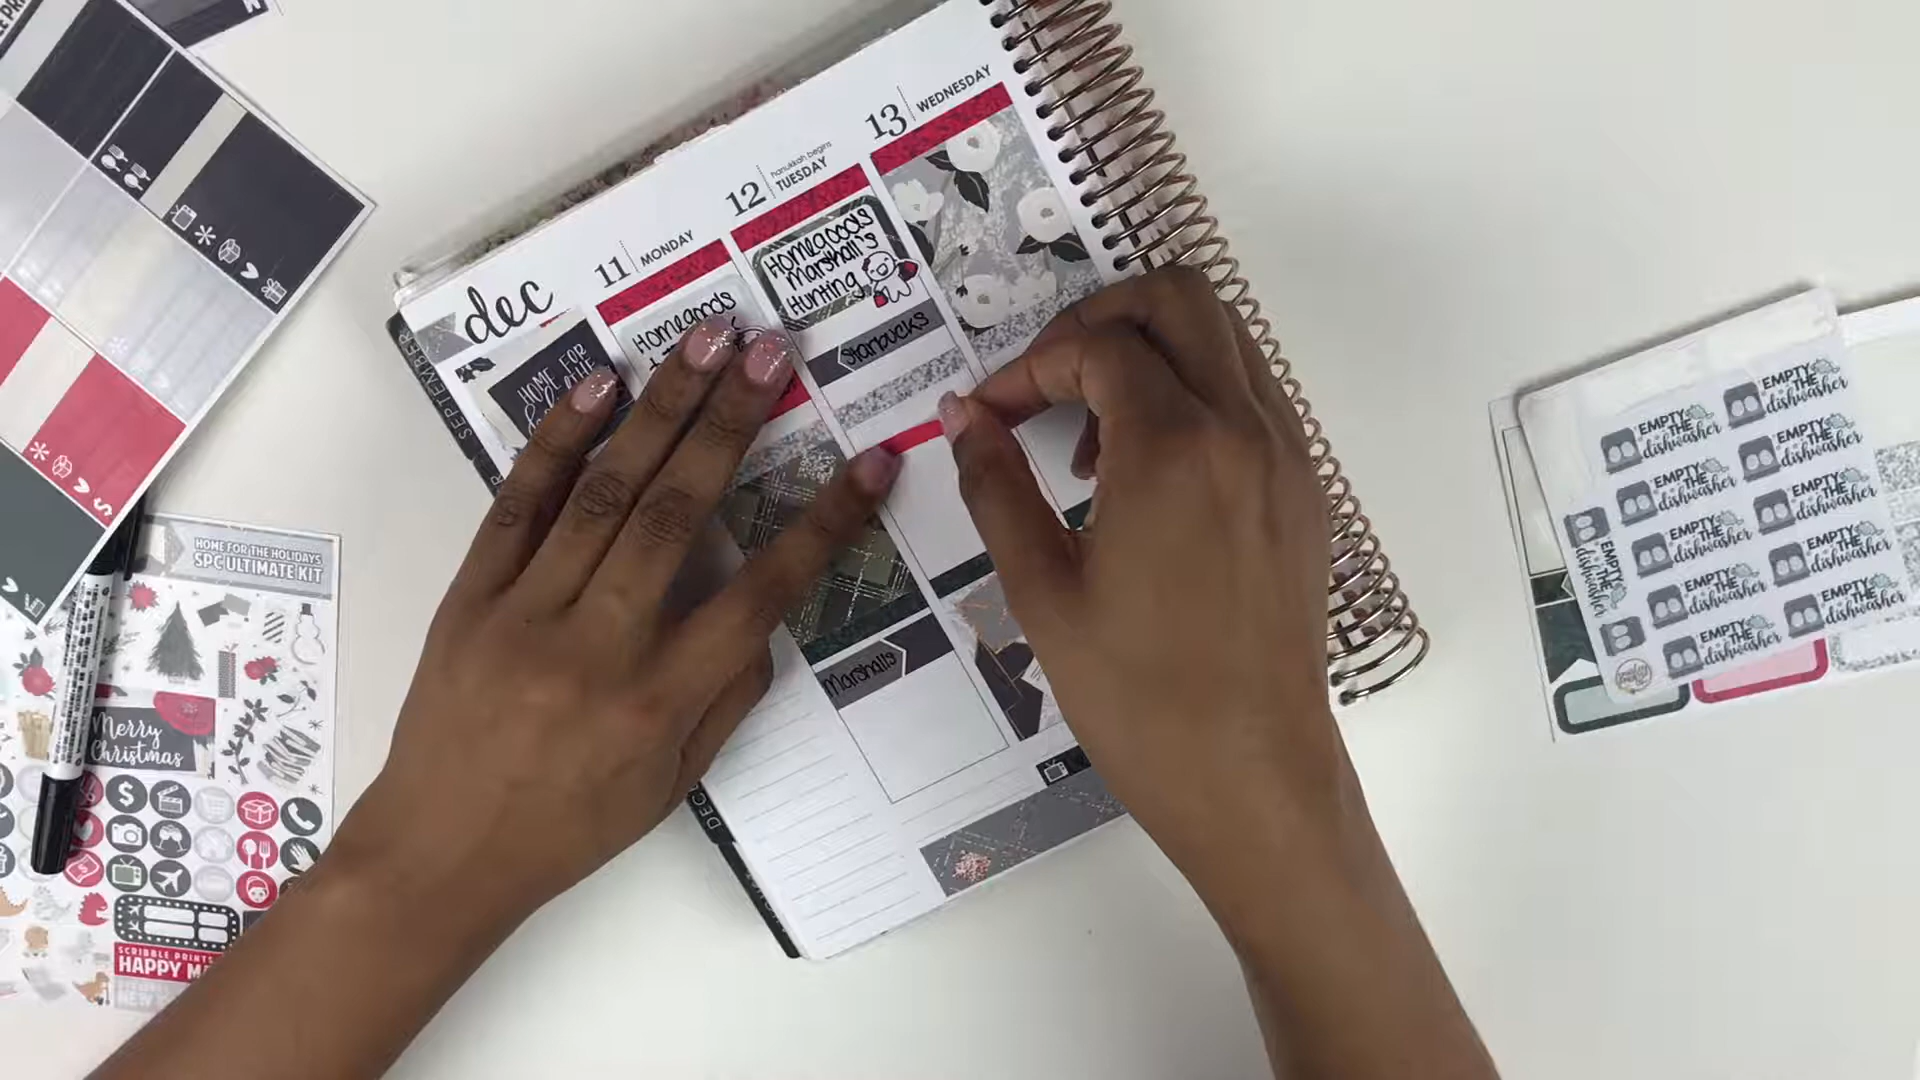 dec
11 MONDAY
12 TUESDAY
hanukkah begins
13 WEDNESDAY
HOME FOR
THE
Homegoods
Homegoods
Marshall's
Hunting
Starbucks
Marshalls
SEPTEMBER
HOME FOR THE HOLIDAYS
SPC ULTIMATE KIT
Merry
Christmas
$
SCRIBBLE PRINTS
HAPPY M
EMPTY
THE
dishwasher
EMPTY
THE
dishwasher
EMPTY
THE
dishwasher
EMPTY
THE
dishwasher
EMPTY
THE
dishwasher
EMPTY
THE
dishwasher
EMPTY
THE
dishwasher
EMPTY
THE
dishwasher
EMPTY
THE
dishwasher
EMPTY
THE
dishwasher
EMPTY
THE
dishwasher